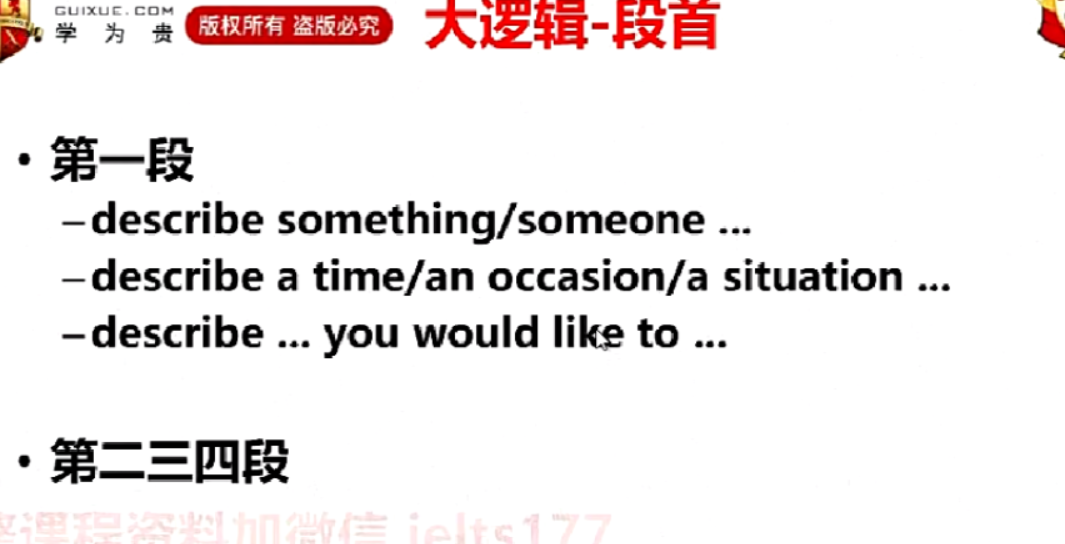 GUIXUE.COM
学为贵
版权所有 盗版必究
大逻辑-段首
• 第一段
–describe something/someone ...
–describe a time/an occasion/a situation ...
–describe ... you would like to ...
• 第二三四段
课程资料加微信 ielts177